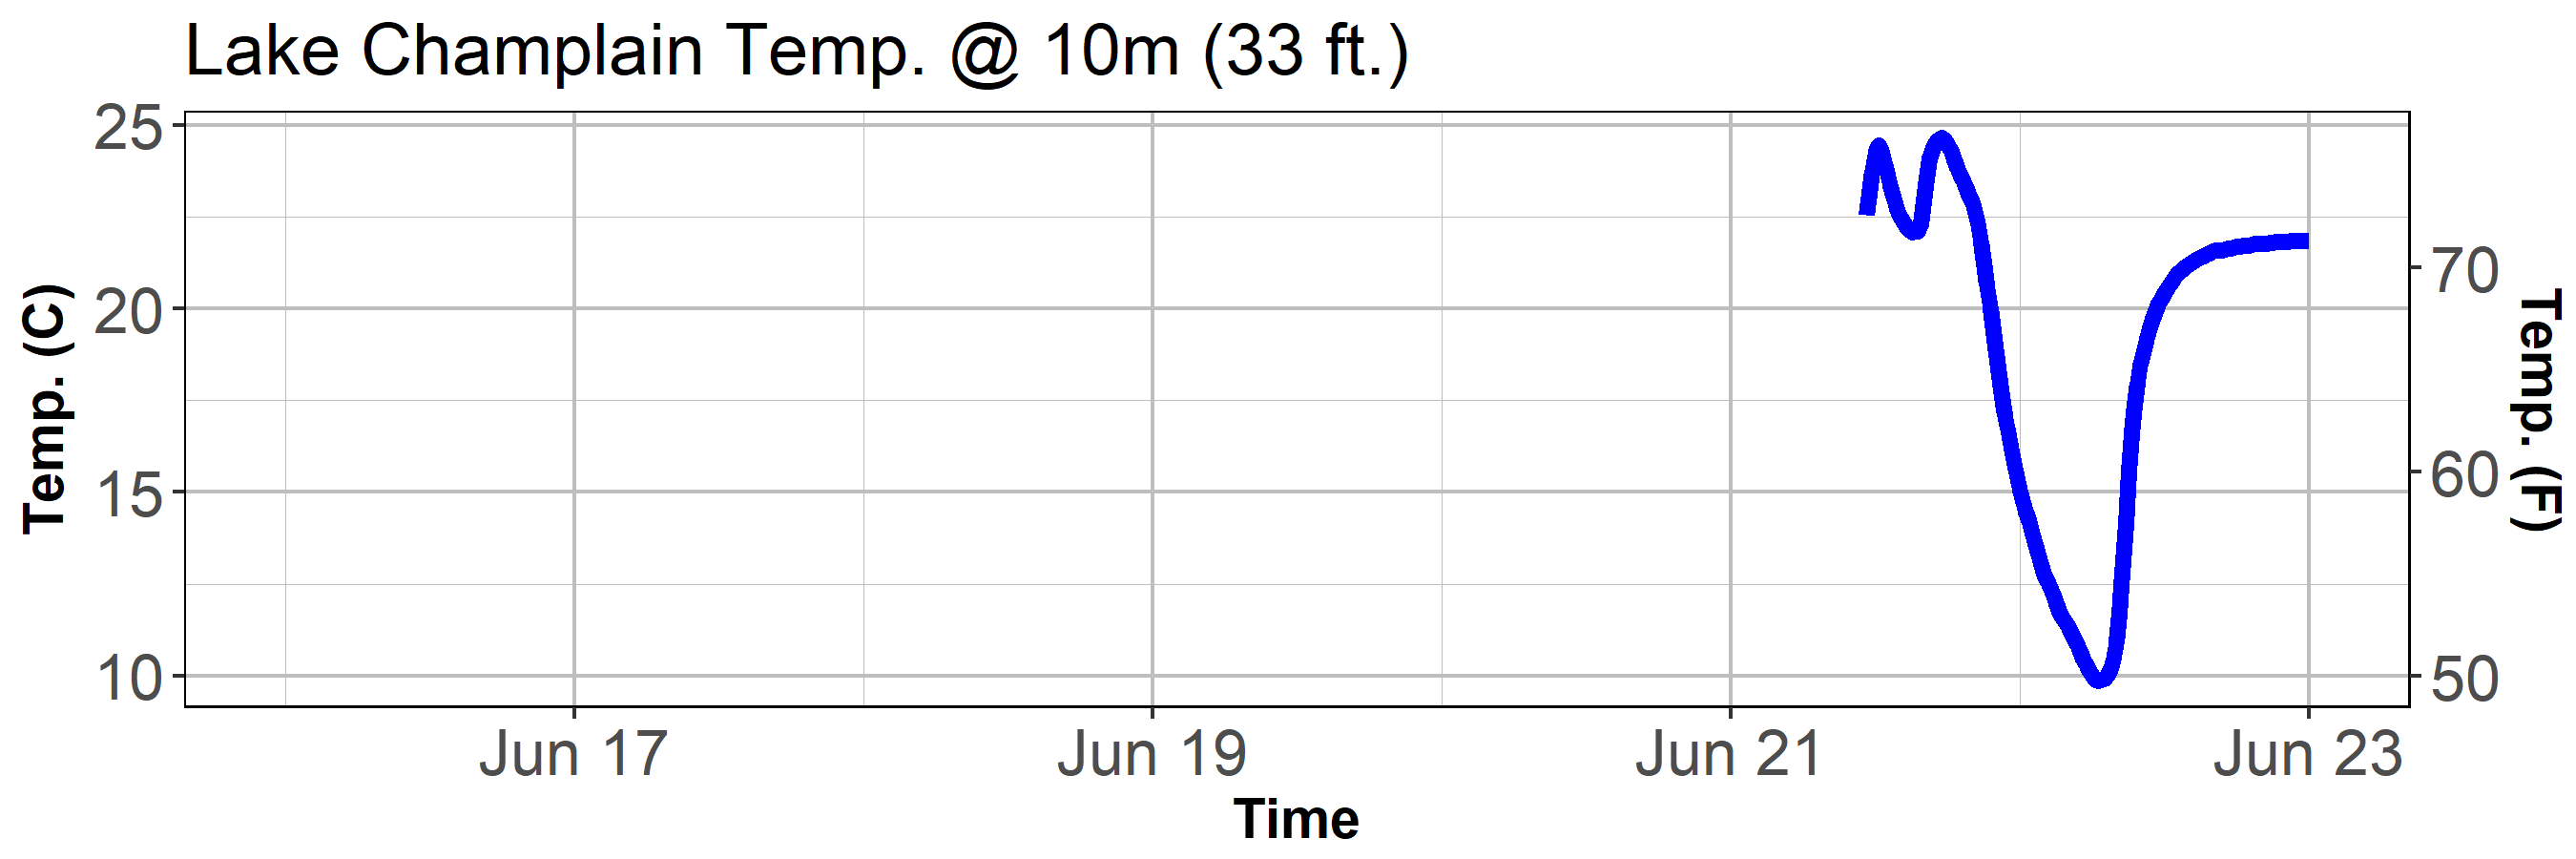 Lake Champlain Temp. @ 10m (33 ft.)
25
20
15
10
Temp. (C)
70
60
50
Temp. (F)
Jun 17 Jun 19 Jun 21 Jun 23
Time